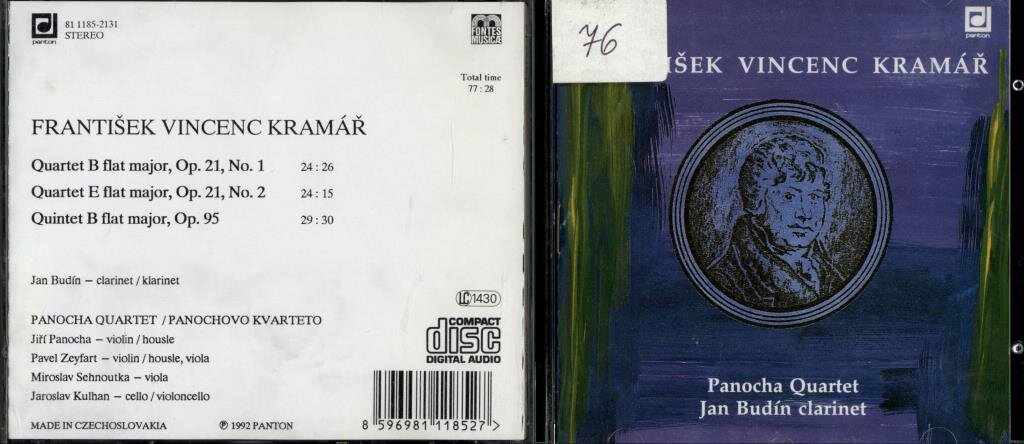 panton
81 1185-2131
STEREO
FONTES
MUSICÆ
Total time
77 : 28
FRANTIŠEK VINCENC KRAMÁŘ
Quartet B flat major, Op. 21, No. 1 24 : 26
Quartet E flat major, Op. 21, No. 2 24 : 15
Quintet B flat major, Op. 95 29 : 30
Jan Budín – clarinet / klarinet
LC 1430
PANOCHA QUARTET / PANOCHOVO KVARTETO
Jiří Panocha – violin / housle
Pavel Zeyfart – violin / housle, viola
Miroslav Sehnoutka – viola
Jaroslav Kulhan – cello / violoncello
COMPACT
disc
DIGITAL AUDIO
MADE IN CZECHOSLOVAKIA
℗ 1992 PANTON
8 596981 118527 >
76
panton
IŠEK VINCENC KRAMÁŘ
Panocha Quartet
Jan Budín clarinet